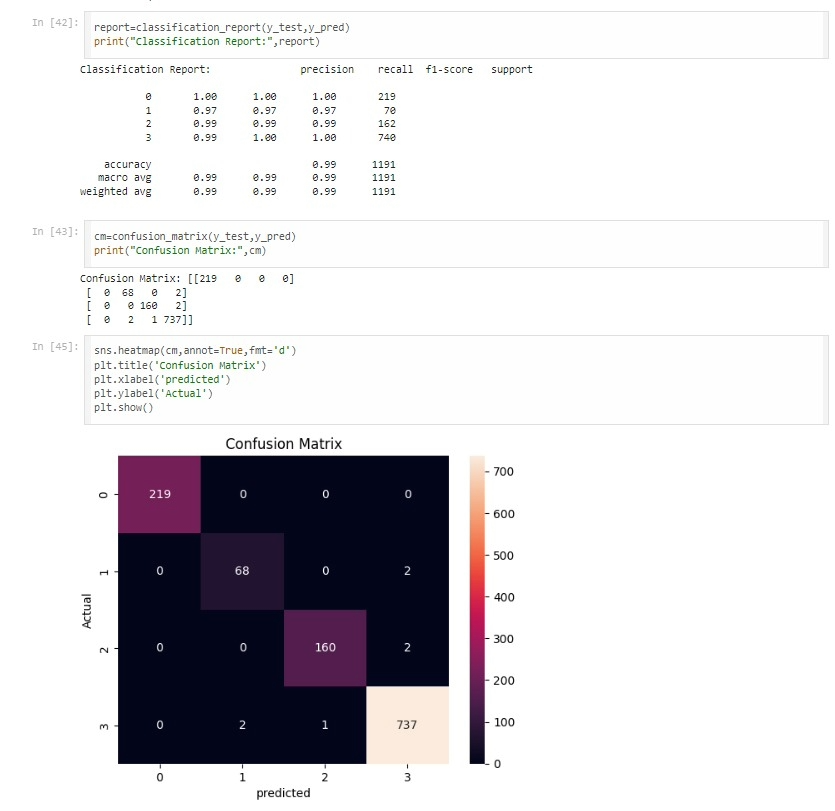 In [42]: report=classification_report(y_test,y_pred)
print("Classification Report:",report)
Classification Report:               precision    recall  f1-score   support

           0       1.00      1.00      1.00       219
           1       0.97      0.97      0.97        70
           2       0.99      0.99      0.99       162
           3       0.99      1.00      1.00       740

    accuracy                           0.99      1191
   macro avg       0.99      0.99      0.99      1191
weighted avg       0.99      0.99      0.99      1191

In [43]: cm=confusion_matrix(y_test,y_pred)
print("Confusion Matrix:",cm)
Confusion Matrix: [[219   0   0   0]
 [  0  68   0   2]
 [  0   0 160   2]
 [  0   2   1 737]]
In [45]: sns.heatmap(cm,annot=True,fmt='d')
plt.title('Confusion Matrix')
plt.xlabel('predicted')
plt.ylabel('Actual')
plt.show()
Confusion Matrix
0 219 0 0 0
1 0 68 0 2
2 0 0 160 2
3 0 2 1 737
0 1 2 3
predicted
Actual
700
600
500
400
300
200
100
0